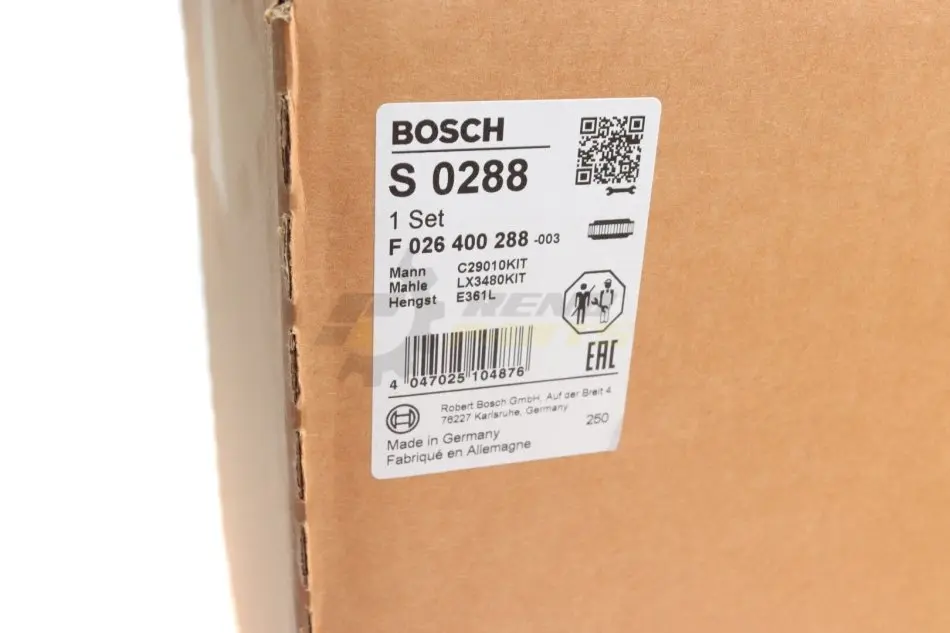 BOSCH
S 0288
1 Set
F 026 400 288 -003
Mann C29010KIT
Mahle LX3480KIT
Hengst E361L
EAC
4 047025 104876
Robert Bosch GmbH, Auf der Breit 4
76227 Karlsruhe, Germany
250
Made in Germany
Fabriqué en Allemagne